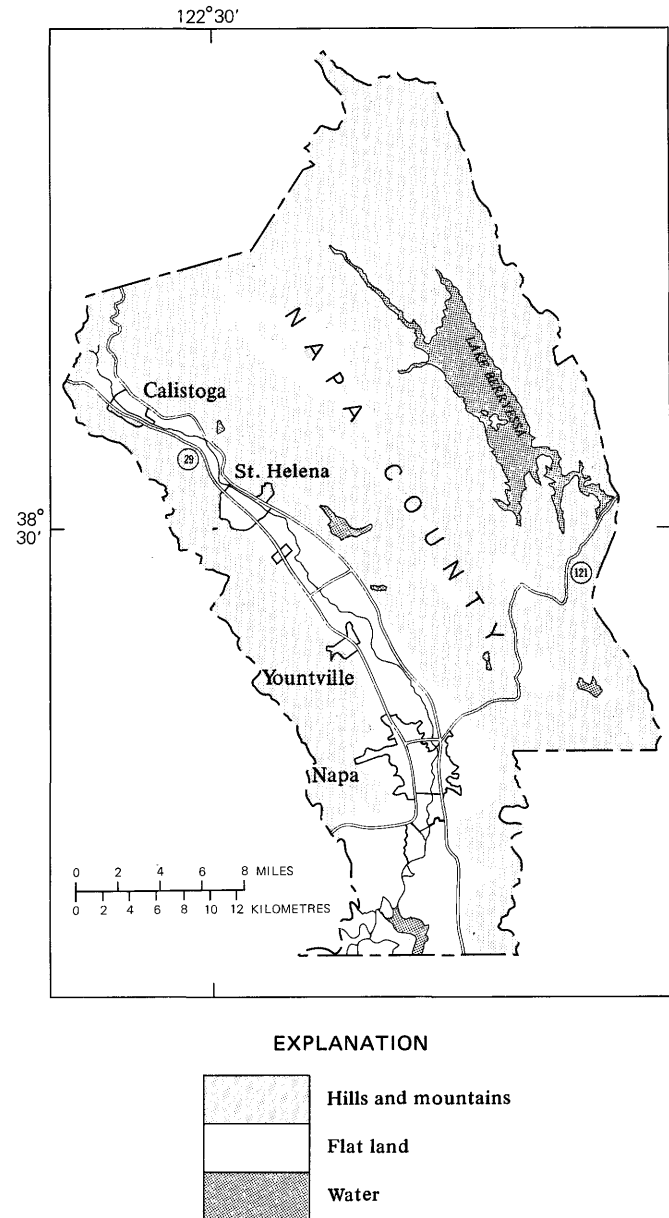 122°30'
NAPA COUNTY
LAKE BERRYESSA
Calistoga
29
St. Helena
38°
30'
121
Yountville
Napa
0 2 4 6 8 MILES
0 2 4 6 8 10 12 KILOMETRES
EXPLANATION
Hills and mountains
Flat land
Water